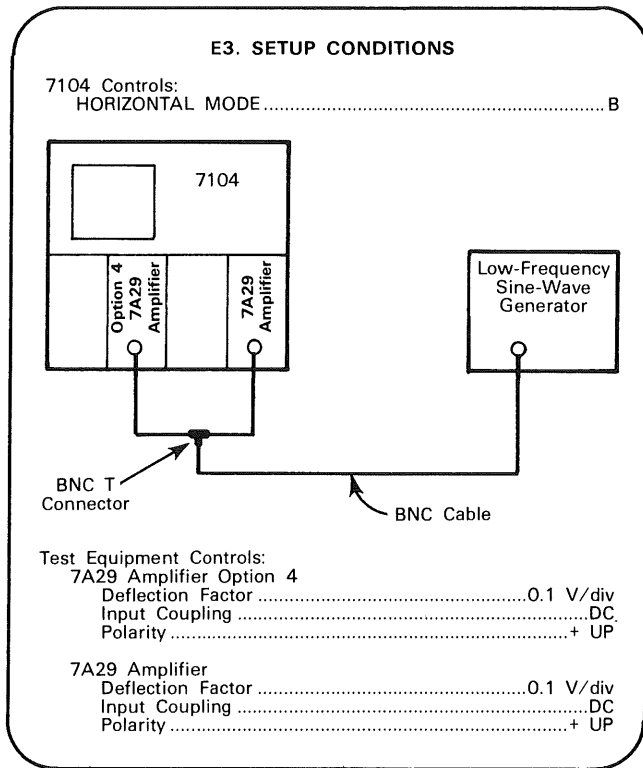 E3. SETUP CONDITIONS
7104 Controls:
HORIZONTAL MODE............................................................B
7104
Option 4
7A29
Amplifier
7A29
Amplifier
Low-Frequency
Sine-Wave
Generator
BNC T
Connector
BNC Cable
Test Equipment Controls:
7A29 Amplifier Option 4
Deflection Factor ...............................................0.1 V/div
Input Coupling ............................................................DC.
Polarity ...................................................................+ UP
7A29 Amplifier
Deflection Factor ...............................................0.1 V/div
Input Coupling ............................................................DC
Polarity ...................................................................+ UP